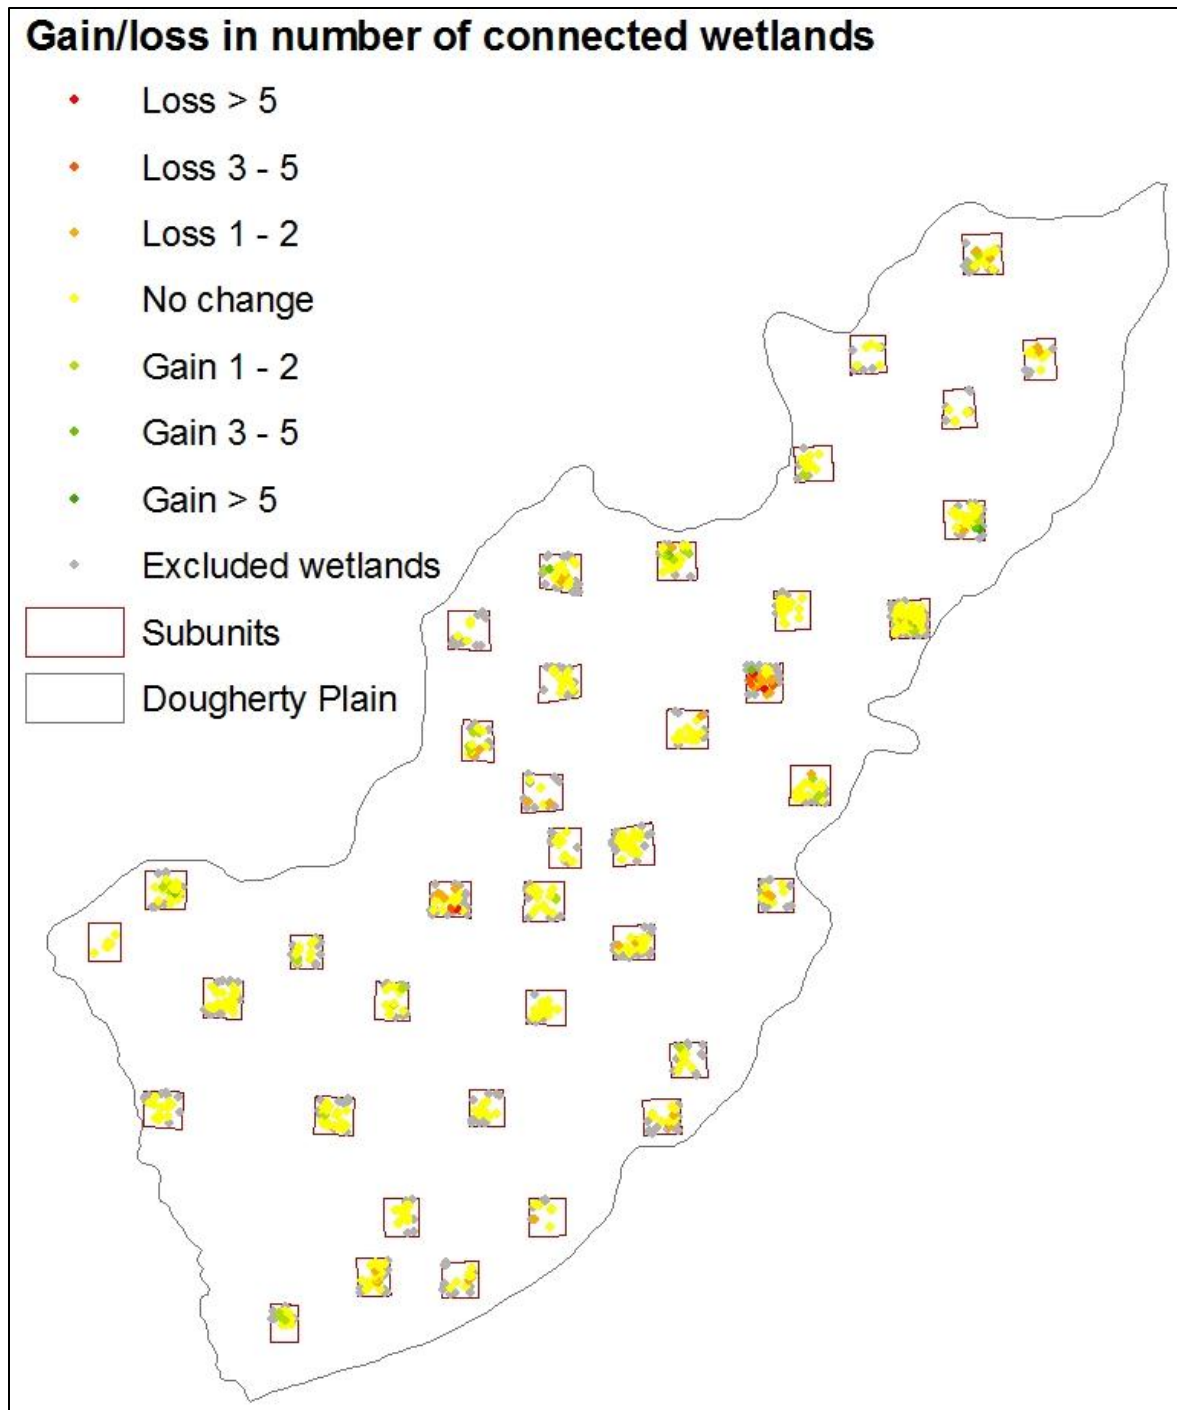 Gain/loss in number of connected wetlands
Loss > 5
Loss 3 - 5
Loss 1 - 2
No change
Gain 1 - 2
Gain 3 - 5
Gain > 5
Excluded wetlands
Subunits
Dougherty Plain